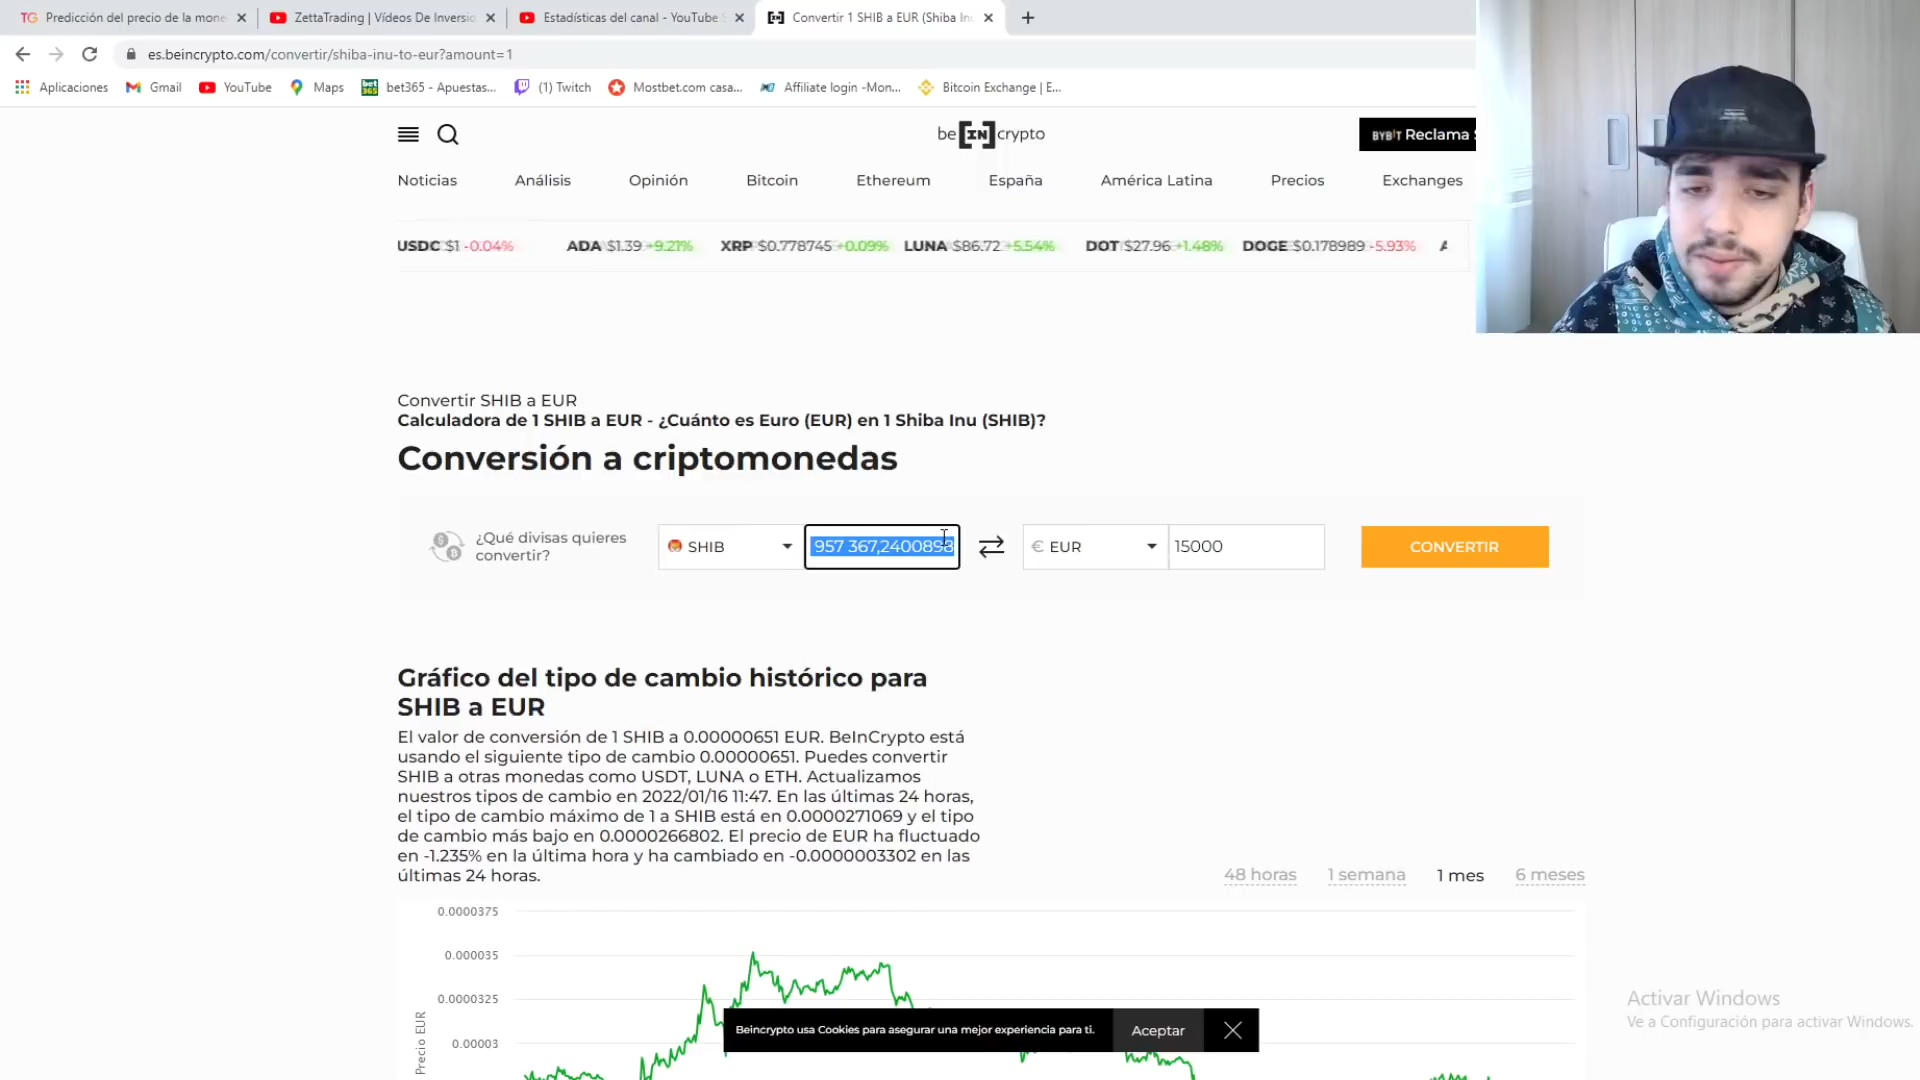 Predicción del precio de la mone
ZettaTrading | Vídeos De Inversio
Estadísticas del canal - YouTube S
Convertir 1 SHIB a EUR (Shiba In
es.beincrypto.com/convertir/shiba-inu-to-eur?amount=1
Aplicaciones
Gmail
YouTube
Maps
bet365 - Apuestas...
(1) Twitch
Mostbet.com casa...
Affiliate login -Mon...
Bitcoin Exchange | E...
be [IN] crypto
BYBIT Reclama
Noticias
Análisis
Opinión
Bitcoin
Ethereum
España
América Latina
Precios
Exchanges
USDC $1 -0.04%
ADA $1.39 +9.21%
XRP $0.778745 +0.09%
LUNA $86.72 +5.54%
DOT $27.96 +1.48%
DOGE $0.178989 -5.93%
Convertir SHIB a EUR
Calculadora de 1 SHIB a EUR - ¿Cuánto es Euro (EUR) en 1 Shiba Inu (SHIB)?
Conversión a criptomonedas
¿Qué divisas quieres
convertir?
SHIB
957 367,2400898
€ EUR
15000
CONVERTIR
Gráfico del tipo de cambio histórico para
SHIB a EUR
El valor de conversión de 1 SHIB a 0.00000651 EUR. BeInCrypto está
usando el siguiente tipo de cambio 0.00000651. Puedes convertir
SHIB a otras monedas como USDT, LUNA o ETH. Actualizamos
nuestros tipos de cambio en 2022/01/16 11:47. En las últimas 24 horas,
el tipo de cambio máximo de 1 a SHIB está en 0.0000271069 y el tipo
de cambio más bajo en 0.0000266802. El precio de EUR ha fluctuado
en -1.235% en la última hora y ha cambiado en -0.0000003302 en las
últimas 24 horas.
48 horas
1 semana
1 mes
6 meses
0.0000375
0.000035
0.0000325
0.00003
Precio EUR
Beincrypto usa Cookies para asegurar una mejor experiencia para ti.
Aceptar
Activar Windows
Ve a Configuración para activar Windows.